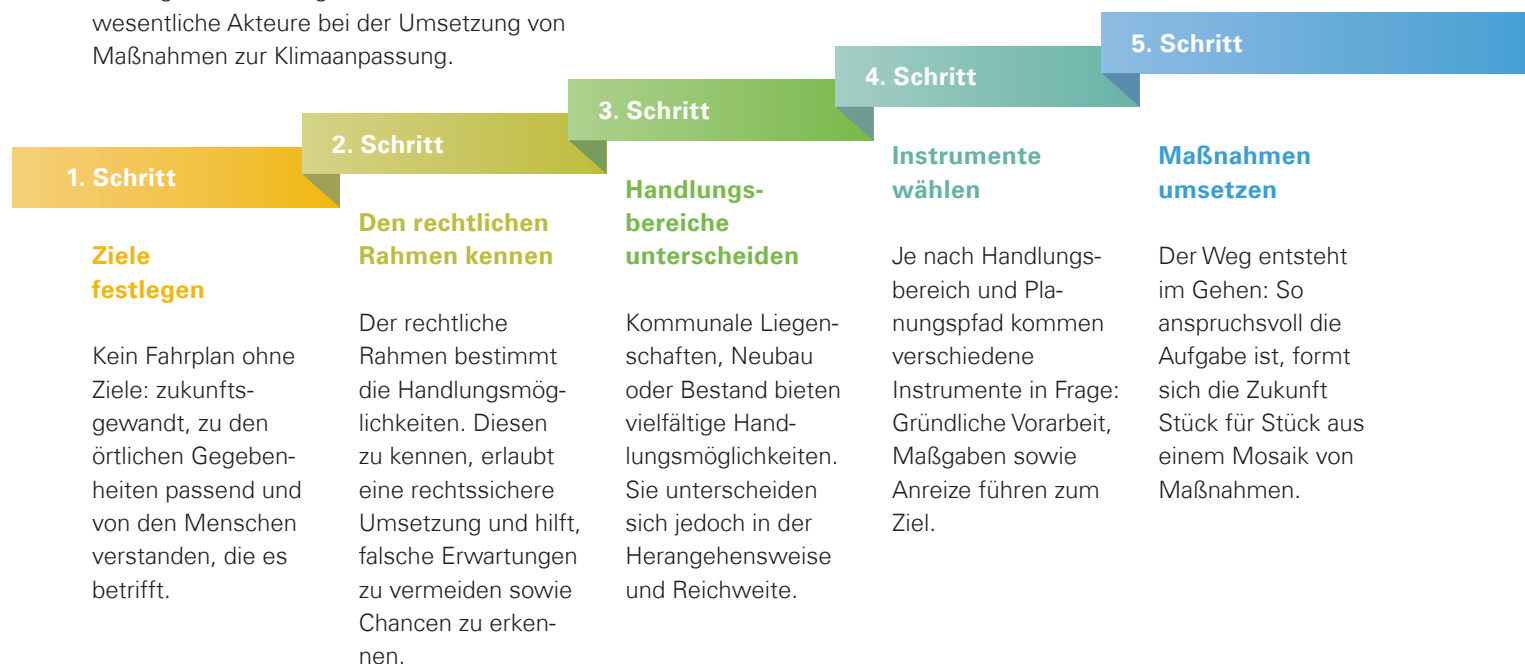 wesentliche Akteure bei der Umsetzung von
Maßnahmen zur Klimaanpassung.
1. Schritt
Ziele
festlegen
Kein Fahrplan ohne
Ziele: zukunfts-
gewandt, zu den
örtlichen Gegeben-
heiten passend und
von den Menschen
verstanden, die es
betrifft.
2. Schritt
Den rechtlichen
Rahmen kennen
Der rechtliche
Rahmen bestimmt
die Handlungsmög-
lichkeiten. Diesen
zu kennen, erlaubt
eine rechtssichere
Umsetzung und hilft,
falsche Erwartungen
zu vermeiden sowie
Chancen zu erken-
nen.
3. Schritt
Handlungs-
bereiche
unterscheiden
Kommunale Liegen-
schaften, Neubau
oder Bestand bieten
vielfältige Hand-
lungsmöglichkeiten.
Sie unterscheiden
sich jedoch in der
Herangehensweise
und Reichweite.
4. Schritt
Instrumente
wählen
Je nach Handlungs-
bereich und Pla-
nungspfad kommen
verschiedene
Instrumente in Frage:
Gründliche Vorarbeit,
Maßgaben sowie
Anreize führen zum
Ziel.
5. Schritt
Maßnahmen
umsetzen
Der Weg entsteht
im Gehen: So
anspruchsvoll die
Aufgabe ist, formt
sich die Zukunft
Stück für Stück aus
einem Mosaik von
Maßnahmen.